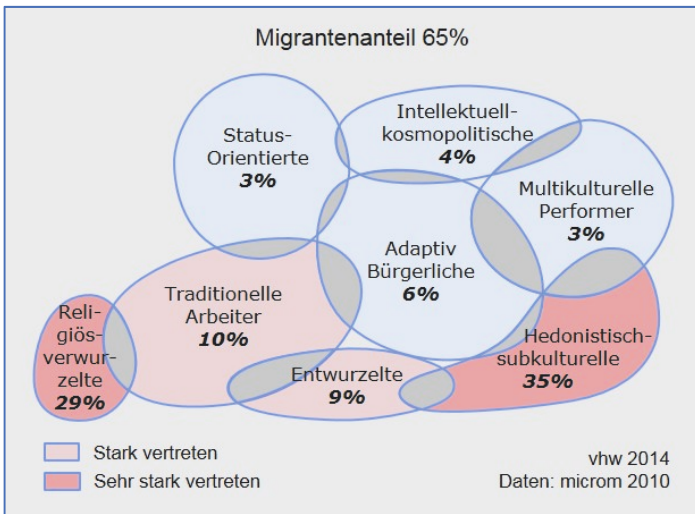 Migrantenanteil 65%
Intellektuell-
kosmopolitische
4%
Status-
Orientierte
3%
Multikulturelle
Performer
3%
Adaptiv
Bürgerliche
6%
Traditionelle
Arbeiter
10%
Reli-
giös-
verwur-
zelte
29%
Hedonistisch-
subkulturelle
35%
Entwurzelte
9%
Stark vertreten
Sehr stark vertreten
vhw 2014
Daten: microm 2010